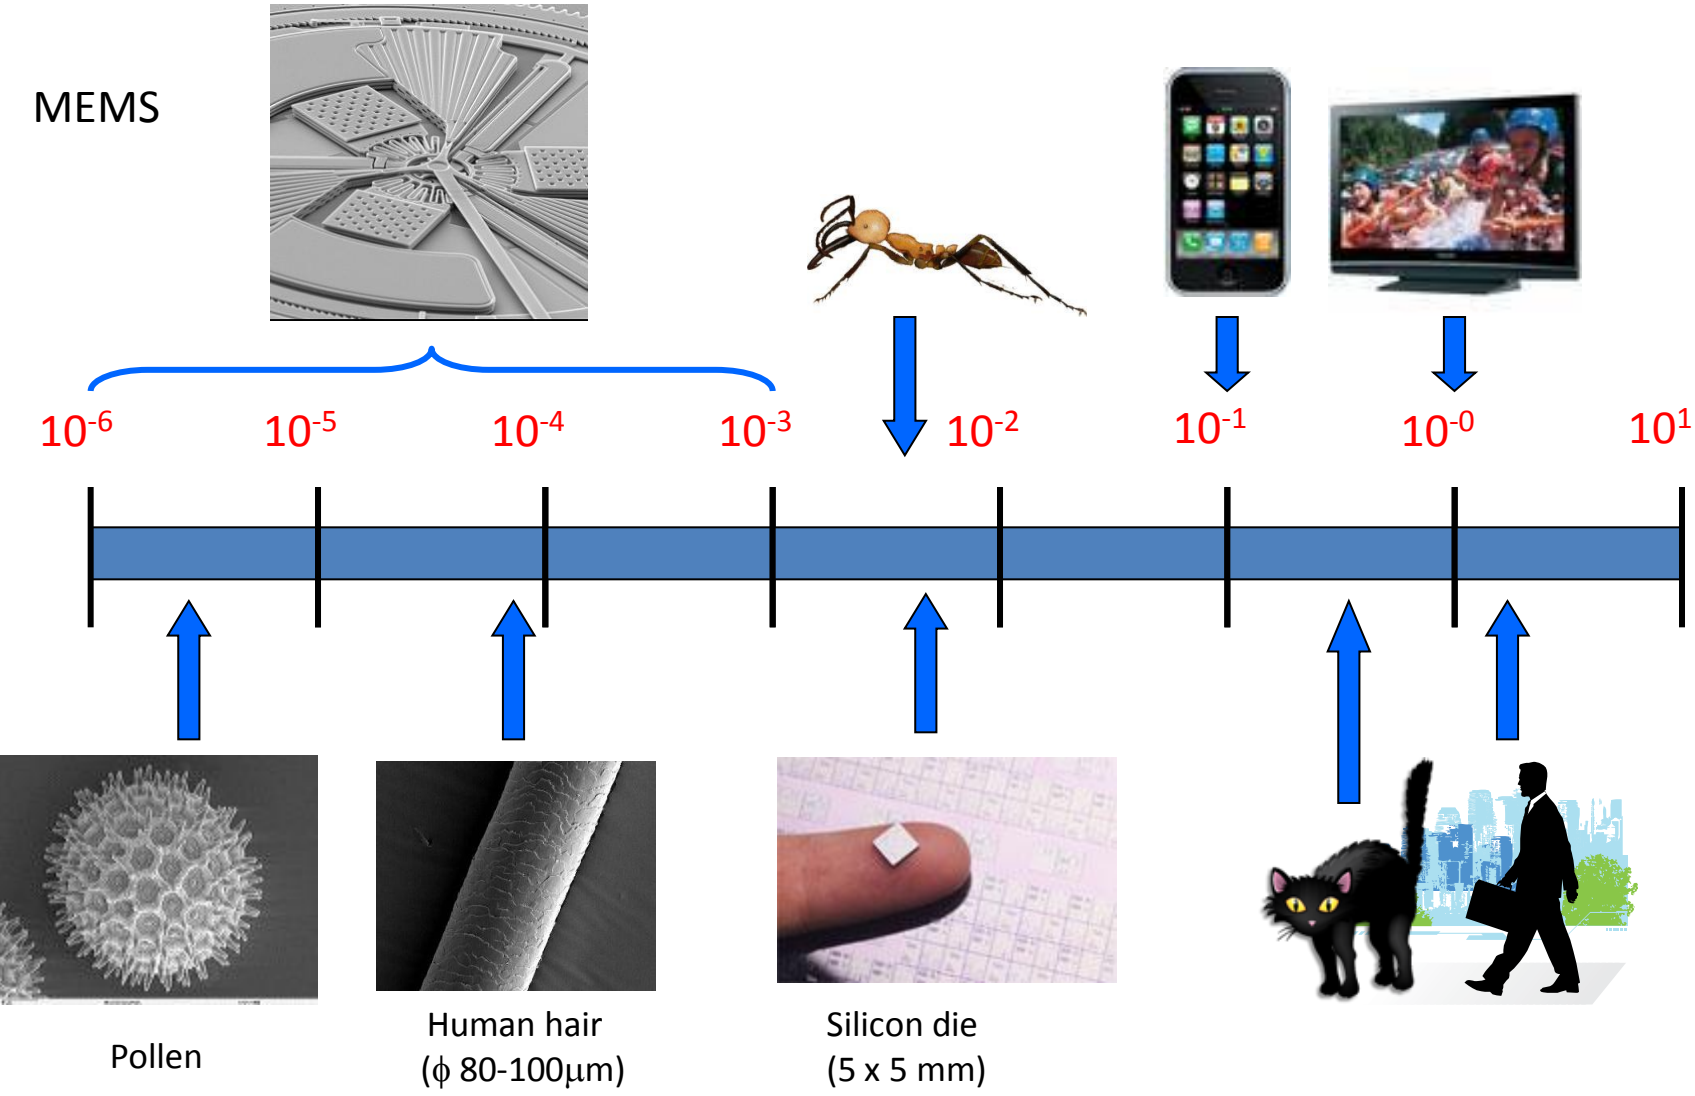 MEMS
10⁻⁶ 10⁻⁵ 10⁻⁴ 10⁻³ 10⁻² 10⁻¹ 10⁻⁰ 10¹
Pollen
Human hair
(ϕ 80-100μm)
Silicon die
(5 x 5 mm)